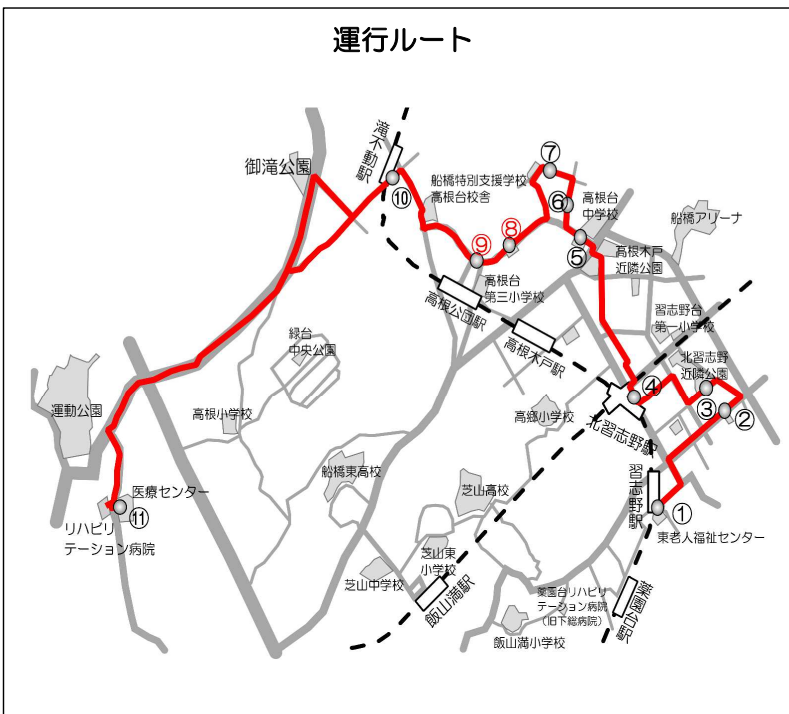 運行ルート
滝不動駅
御滝公園
⑩
船橋特別支援学校
高根台校舎
⑦
⑥
高根台
中学校
船橋アリーナ
⑧
⑨
⑤
高根木戸
近隣公園
高根台
第三小学校
高根公団駅
高根木戸駅
習志野台
第一小学校
緑台
中央公園
北習志野
近隣公園
④
③
②
運動公園
高根小学校
高郷小学校
北習志野駅
船橋東高校
芝山高校
習志野駅
①
東老人福祉センター
医療センター
⑪
リハビリ
テーション病院
芝山東
小学校
芝山中学校
飯山満駅
薬園台リハビリ
テーション病院
（旧下総病院）
薬園台駅
飯山満小学校